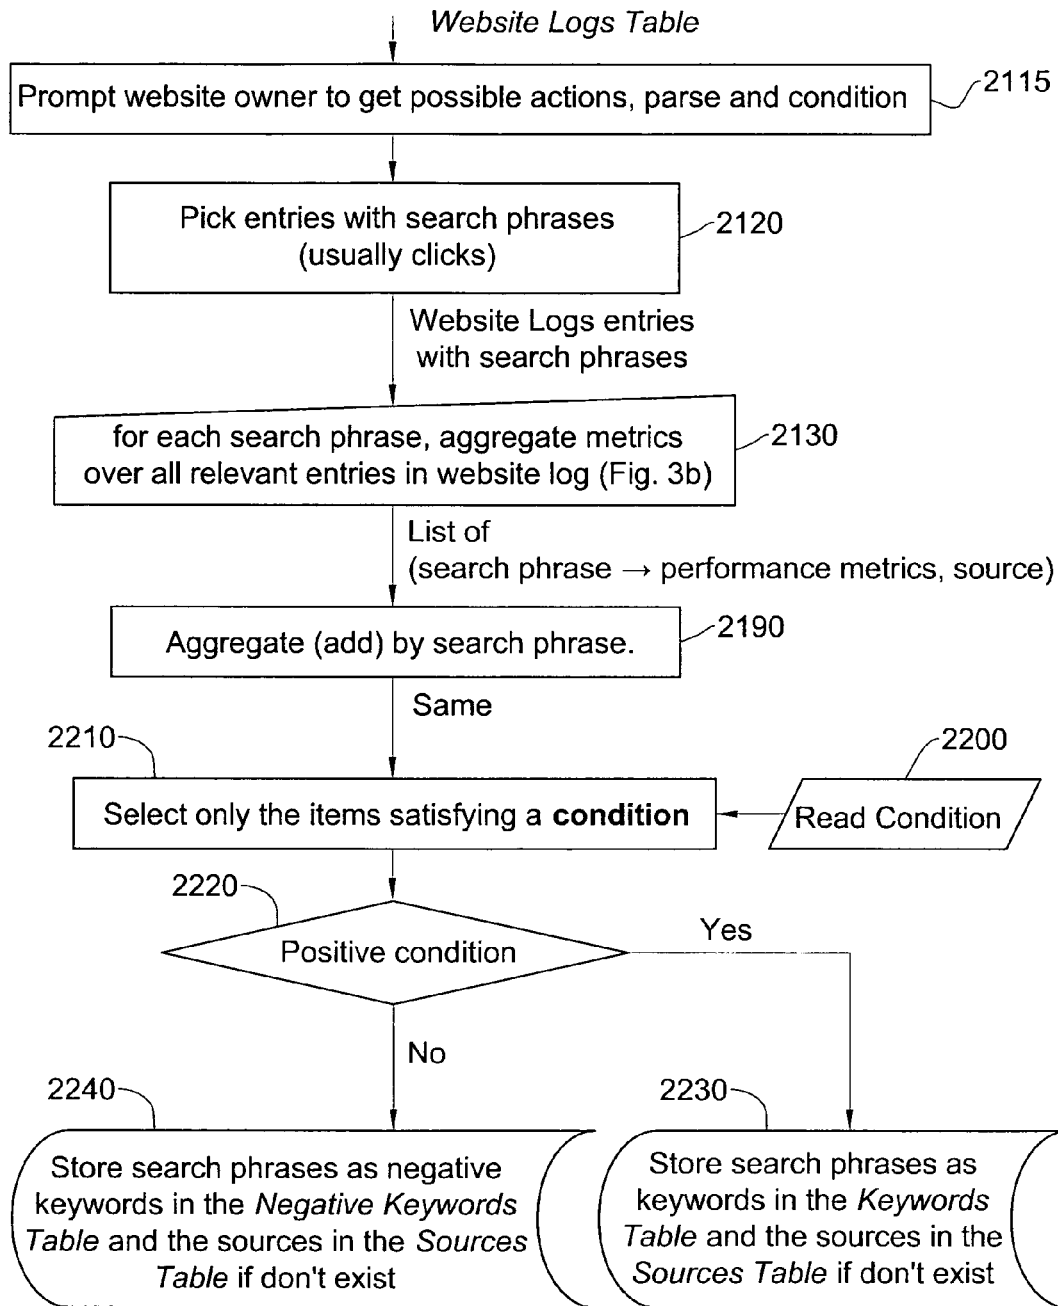 Website Logs Table
Prompt website owner to get possible actions, parse and condition
2115
Pick entries with search phrases
(usually clicks)
2120
Website Logs entries
with search phrases
for each search phrase, aggregate metrics
over all relevant entries in website log (Fig. 3b)
2130
List of
(search phrase → performance metrics, source)
Aggregate (add) by search phrase.
2190
Same
2210
2200
Select only the items satisfying a condition
Read Condition
2220
Positive condition
Yes
No
2240
2230
Store search phrases as negative
keywords in the Negative Keywords
Table and the sources in the Sources
Table if don't exist
Store search phrases as
keywords in the Keywords
Table and the sources in the
Sources Table if don't exist